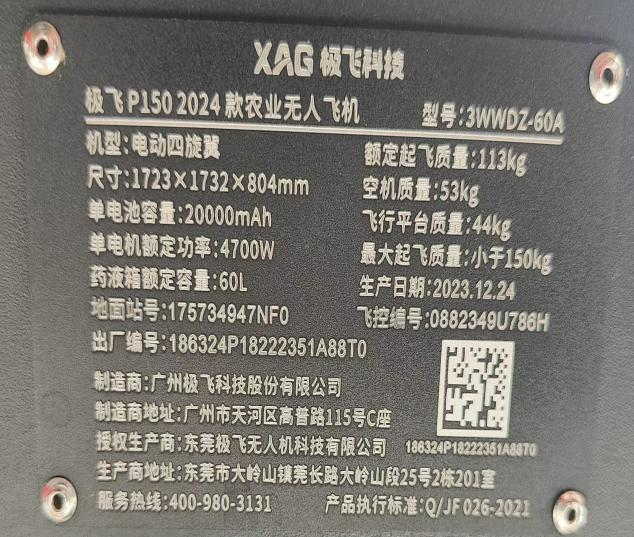 XAG 极飞科技
极飞 P150 2024 款农业无人飞机 型号:3WWDZ-60A
机型:电动四旋翼 额定起飞质量:113kg
尺寸:1723×1732×804mm 空机质量:53kg
单电池容量:20000mAh 飞行平台质量:44kg
单电机额定功率:4700W 最大起飞质量:小于150kg
药液箱额定容量:60L 生产日期:2023.12.24
地面站号:175734947NF0 飞控编号:0882349U786H
出厂编号:186324P18222351A88T0
制造商:广州极飞科技股份有限公司
制造商地址:广州市天河区高普路115号C座
授权生产商:东莞极飞无人机科技有限公司 186324P18222351A88T0
生产商地址:东莞市大岭山镇莞长路大岭山段25号2栋201室
服务热线:400-980-3131 产品执行标准:Q/JF 026-2021